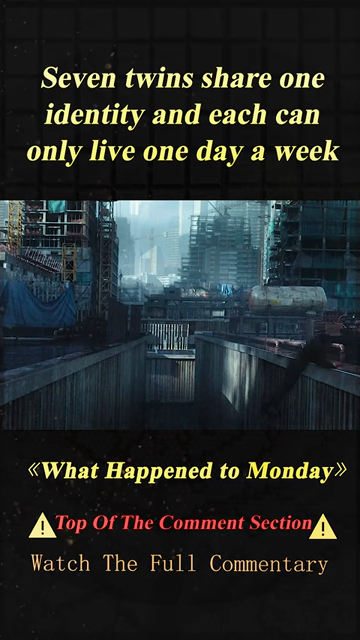 Seven twins share one
identity and each can
only live one day a week
《What Happened to Monday》
Top Of The Comment Section
Watch The Full Commentary